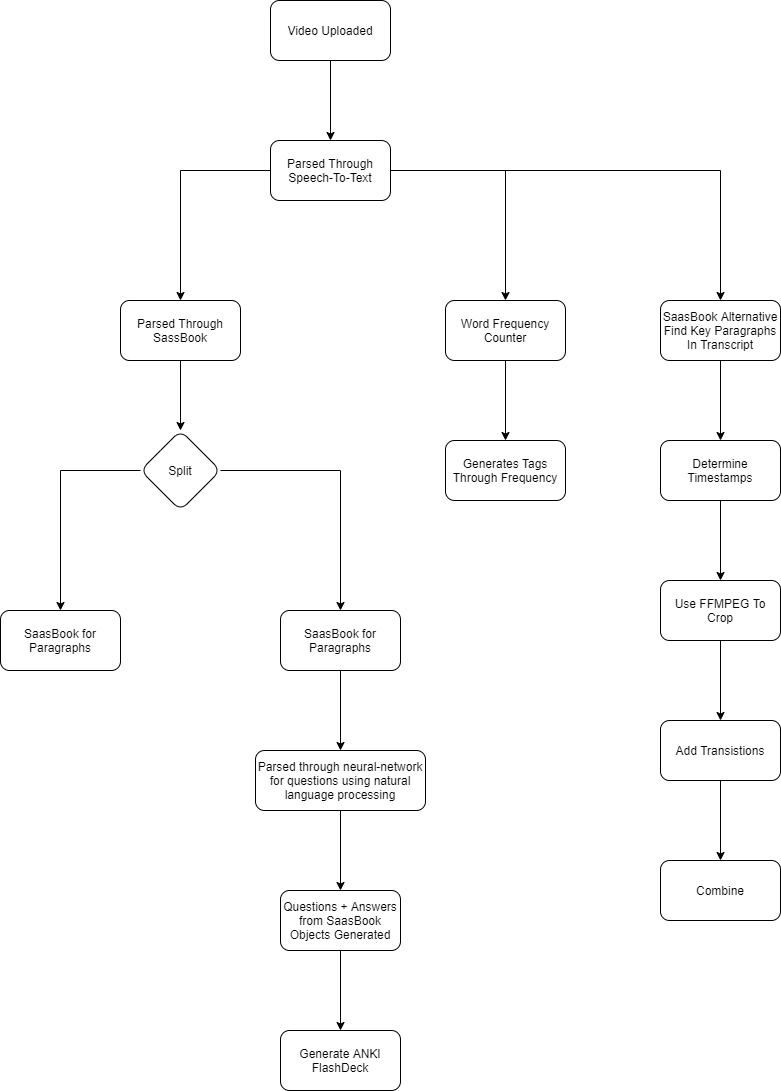 Video Uploaded
Parsed Through
Speech-To-Text
Parsed Through
SassBook
Word Frequency
Counter
SaasBook Alternative
Find Key Paragraphs
In Transcript
Split
Generates Tags
Through Frequency
Determine
Timestamps
SaasBook for
Paragraphs
SaasBook for
Paragraphs
Use FFMPEG To
Crop
Parsed through neural-network
for questions using natural
language processing
Add Transistions
Questions + Answers
from SaasBook
Objects Generated
Combine
Generate ANKI
FlashDeck